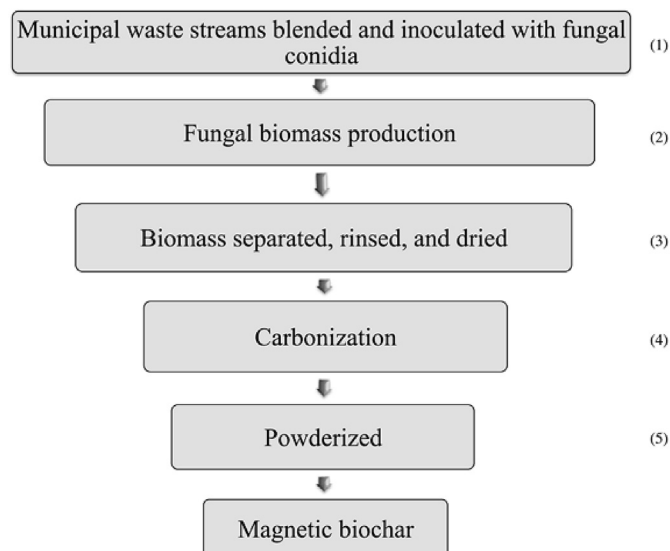 Municipal waste streams blended and inoculated with fungal
conidia
(1)
Fungal biomass production
(2)
Biomass separated, rinsed, and dried
(3)
Carbonization
(4)
Powderized
(5)
Magnetic biochar